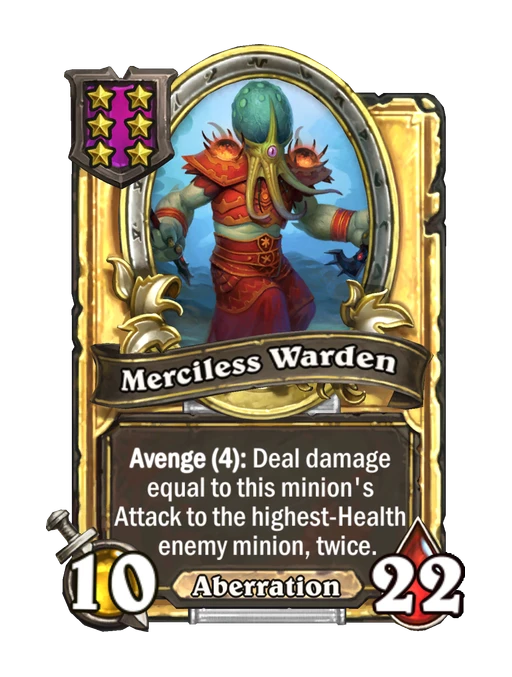 Merciless Warden
Avenge (4): Deal damage
equal to this minion's
Attack to the highest-Health
enemy minion, twice.
10
Aberration
22